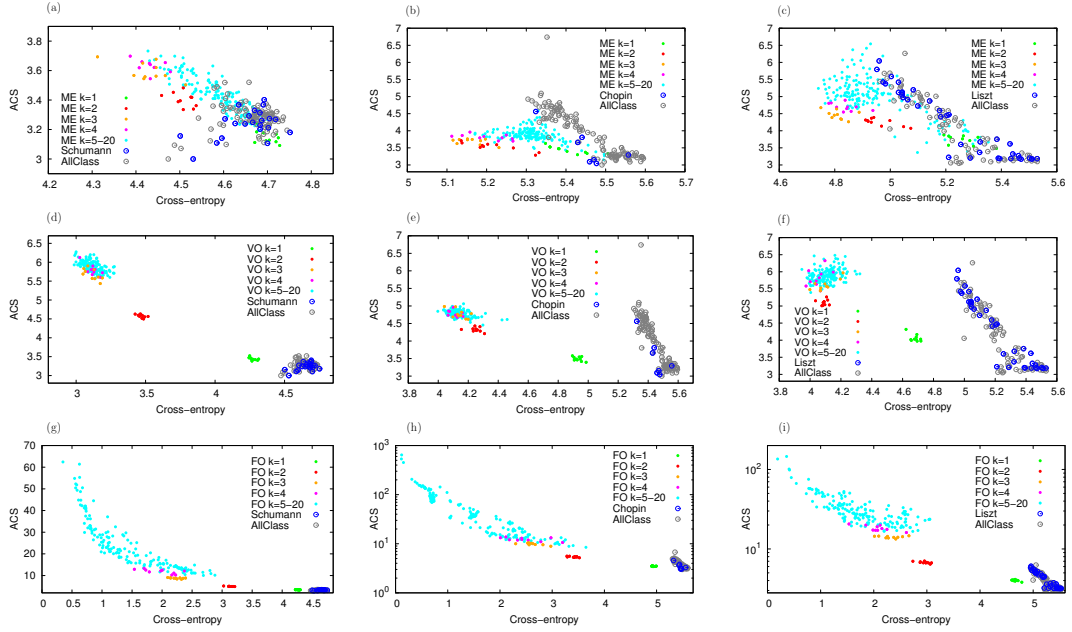 (a)
ACS
3.8
3.6
3.4
3.2
3
4.2
4.3
4.4
4.5
4.6
4.7
4.8
Cross-entropy
ME k=1
ME k=2
ME k=3
ME k=4
ME k=5-20
Schumann
AllClass
(b)
ACS
7
6.5
6
5.5
5
4.5
4
3.5
3
5
5.1
5.2
5.3
5.4
5.5
5.6
5.7
Cross-entropy
ME k=1
ME k=2
ME k=3
ME k=4
ME k=5-20
Chopin
AllClass
(c)
ACS
7
6.5
6
5.5
5
4.5
4
3.5
3
4.6
4.8
5
5.2
5.4
5.6
Cross-entropy
ME k=1
ME k=2
ME k=3
ME k=4
ME k=5-20
Liszt
AllClass
(d)
ACS
6.5
6
5.5
5
4.5
4
3.5
3
3
3.5
4
4.5
Cross-entropy
VO k=1
VO k=2
VO k=3
VO k=4
VO k=5-20
Schumann
AllClass
(e)
ACS
7
6.5
6
5.5
5
4.5
4
3.5
3
3.6
3.8
4
4.2
4.4
4.6
4.8
5
5.2
5.4
5.6
Cross-entropy
VO k=1
VO k=2
VO k=3
VO k=4
VO k=5-20
Chopin
AllClass
(f)
ACS
7
6.5
6
5.5
5
4.5
4
3.5
3
3.8
4
4.2
4.4
4.6
4.8
5
5.2
5.4
Cross-entropy
VO k=1
VO k=2
VO k=3
VO k=4
VO k=5-20
Liszt
AllClass
(g)
ACS
70
60
50
40
30
20
10
0
0.5
1
1.5
2
2.5
3
3.5
4
4.5
Cross-entropy
FO k=1
FO k=2
FO k=3
FO k=4
FO k=5-20
Schumann
AllClass
(h)
ACS
10³
10²
10¹
10⁰
0
1
2
3
4
5
Cross-entropy
FO k=1
FO k=2
FO k=3
FO k=4
FO k=5-20
Chopin
AllClass
(i)
ACS
10²
10¹
0
1
2
3
4
5
Cross-entropy
FO k=1
FO k=2
FO k=3
FO k=4
FO k=5-20
Liszt
AllClass